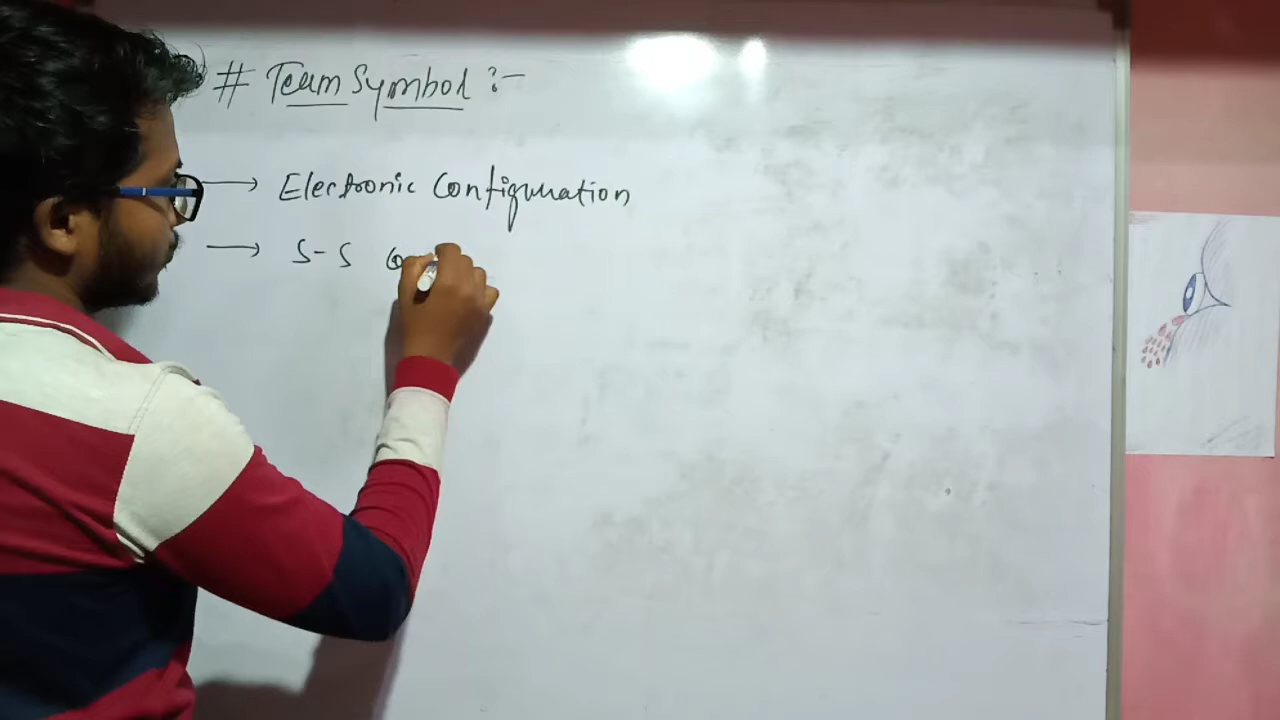 # Team Symbol :-
→ Electronic Configuration
→ S-S